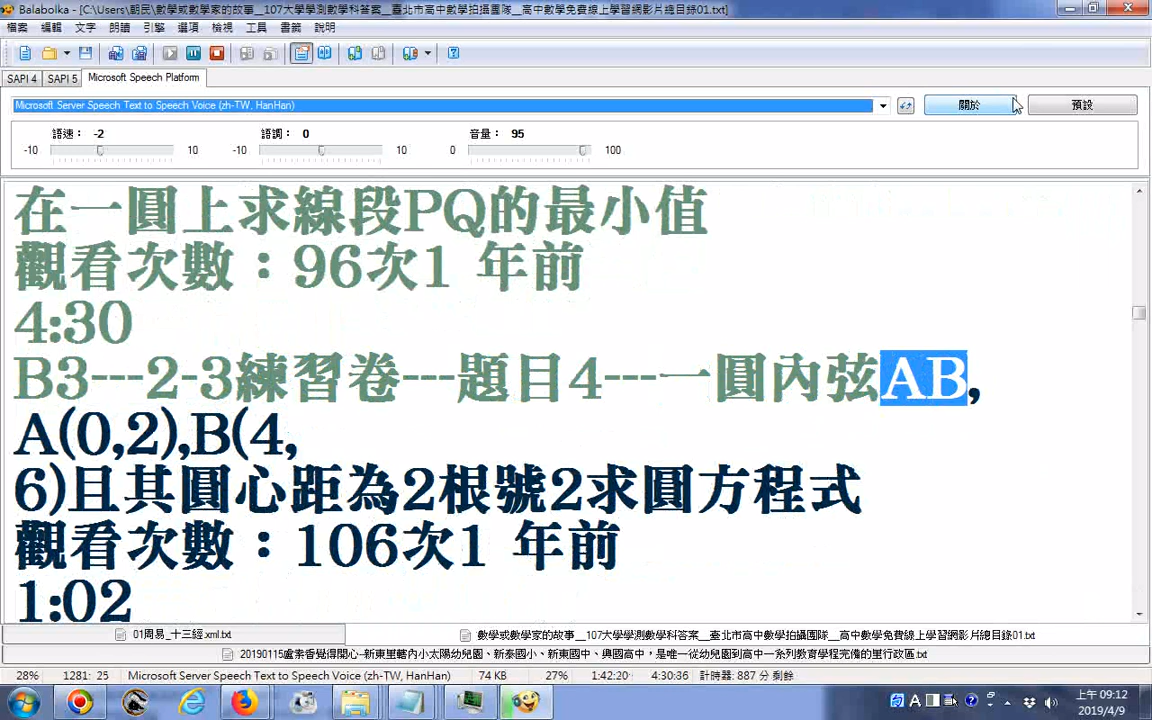 Balabolka - [C:\Users\朝民\數學或數學家的故事__107大學學測數學科答案__臺北市高中數學拍攝團隊__高中數學免費線上學習網影片總目錄01.txt]
檔案 編輯 文字 朗讀 引擎 選項 檢視 工具 書籤 說明
SAPI 4 SAPI 5 Microsoft Speech Platform
Microsoft Server Speech Text to Speech Voice (zh-TW, HanHan) 關於 預設
語速： -2 語調： 0 音量： 95
-10 10 -10 10 0 100
在一圓上求線段PQ的最小值
觀看次數：96次1 年前
4:30
B3---2-3練習卷---題目4---一圓內弦AB,
A(0,2),B(4,
6)且其圓心距為2根號2求圓方程式
觀看次數：106次1 年前
1:02
01周易_十三經.xml.txt 數學或數學家的故事__107大學學測數學科答案__臺北市高中數學拍攝團隊__高中數學免費線上學習網影片總目錄01.txt
20190115盧素香覺得開心-新東里轄內小太陽幼兒園、新泰國小、新東國中、興國高中，是唯一從幼兒園到高中一系列教育學程完備的里行政區.txt
28% 1281: 25 Microsoft Server Speech Text to Speech Voice (zh-TW, HanHan) 74 KB 27% 1:42:20 4:30:36 計時器: 887 分 剩餘
上午 09:12
2019/4/9